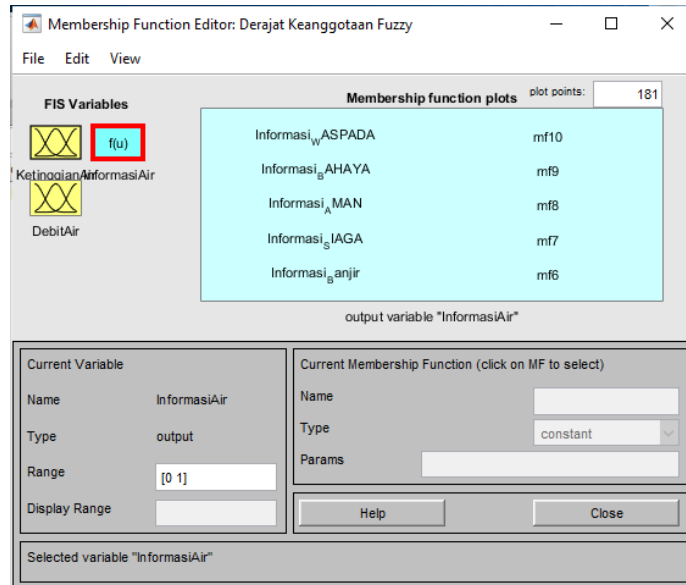 Membership Function Editor: Derajat Keanggotaan Fuzzy
File Edit View
FIS Variables
Membership function plots plot points: 181
f(u)
KetinggianAir InformasiAir
DebitAir
Informasi_WASPADA mf10
Informasi_BAHAYA mf9
Informasi_AMAN mf8
Informasi_SIAGA mf7
Informasi_Banjir mf6
output variable "InformasiAir"
Current Variable
Name InformasiAir
Type output
Range [0 1]
Display Range
Current Membership Function (click on MF to select)
Name
Type constant
Params
Help Close
Selected variable "InformasiAir"